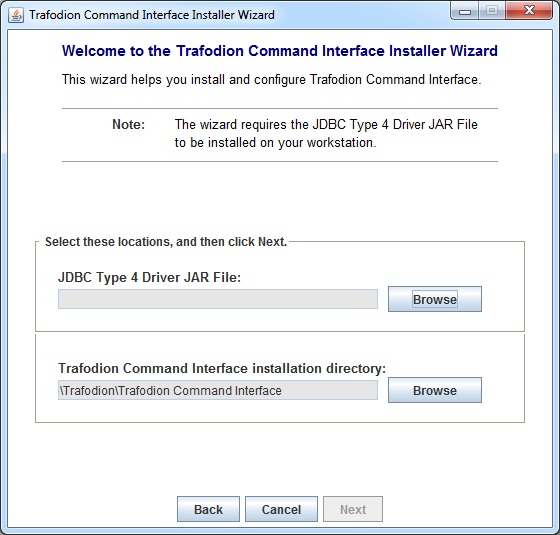 Trafodion Command Interface Installer Wizard
Welcome to the Trafodion Command Interface Installer Wizard
This wizard helps you install and configure Trafodion Command Interface.
Note: The wizard requires the JDBC Type 4 Driver JAR File
to be installed on your workstation.
Select these locations, and then click Next.
JDBC Type 4 Driver JAR File:
Browse
Trafodion Command Interface installation directory:
\Trafodion\Trafodion Command Interface Browse
Back Cancel Next